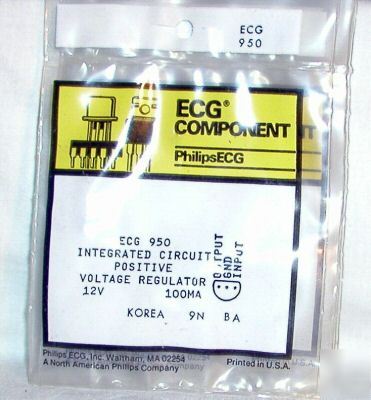 ECG
950
ECG®
COMPONENT
PhilipsECG
ECG 950
INTEGRATED CIRCUIT
POSITIVE
VOLTAGE REGULATOR
12V 100MA
OUTPUT
GND
INPUT
KOREA 9N BA
Philips ECG, Inc. Waltham, MA 02254
A North American Philips Company
Printed in U.S.A.